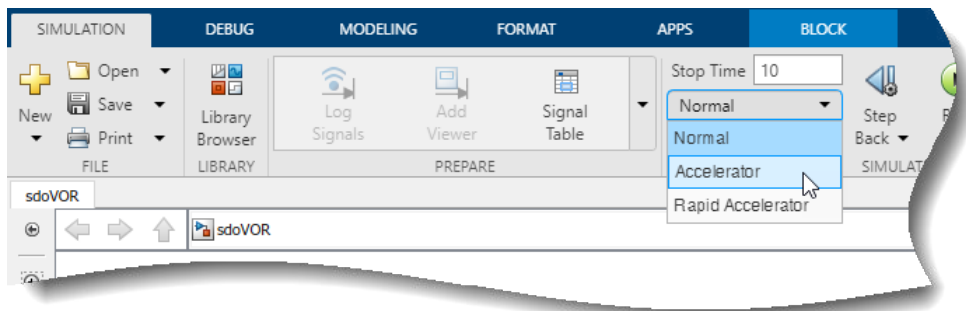 SIMULATION DEBUG MODELING FORMAT APPS BLOCK
New
Open
Save
Print
FILE
Library
Browser
LIBRARY
Log
Signals
Add
Viewer
Signal
Table
PREPARE
Stop Time 10
Normal
Normal
Accelerator
Rapid Accelerator
Step
Back
sdoVOR
sdoVOR